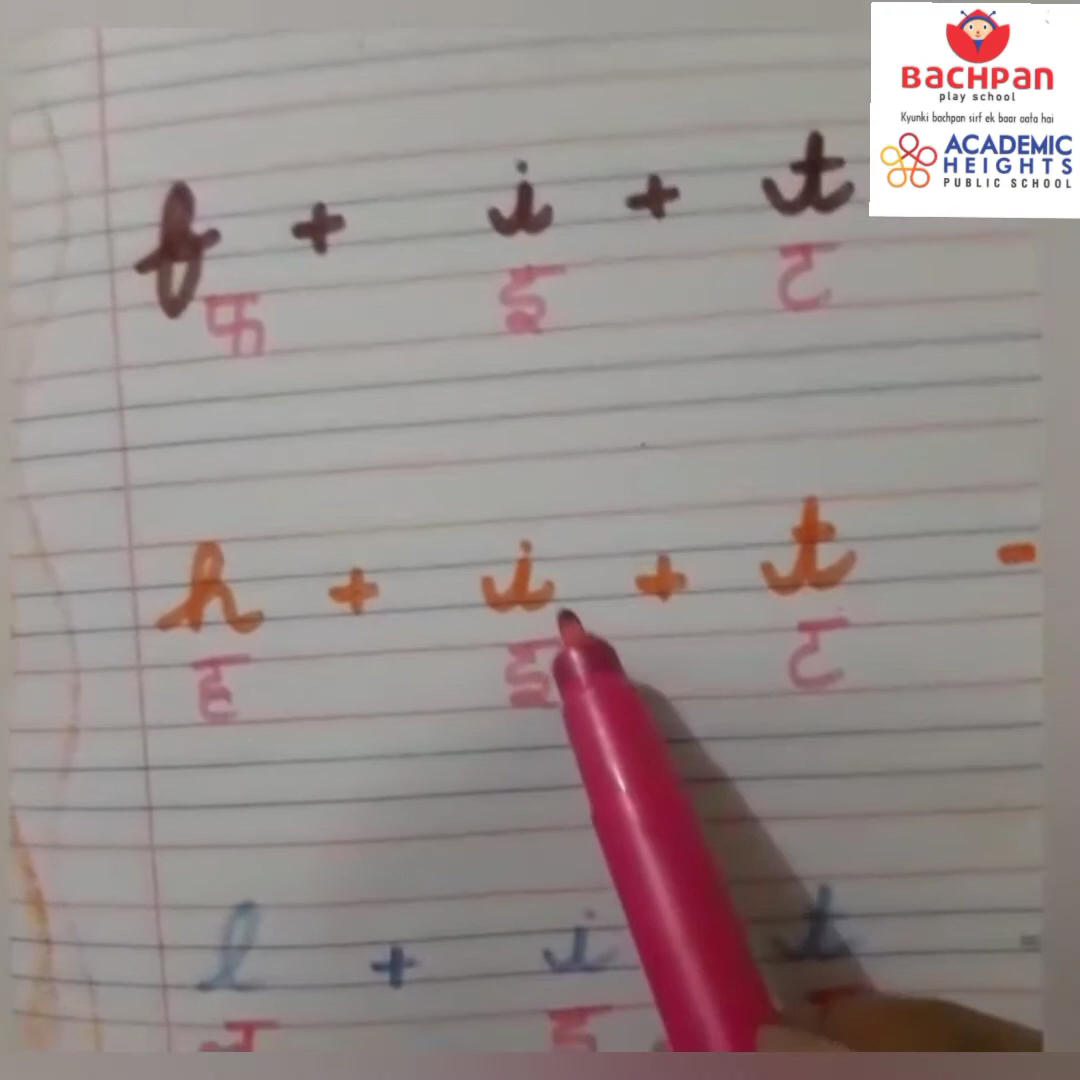 BACHPan
play school
Kyunki bachpan sirf ek baar aata hai
ACADEMIC
HEIGHTS
PUBLIC SCHOOL
f + i + t
फ इ ट
h + i + t -
ह इ ट
l + i t